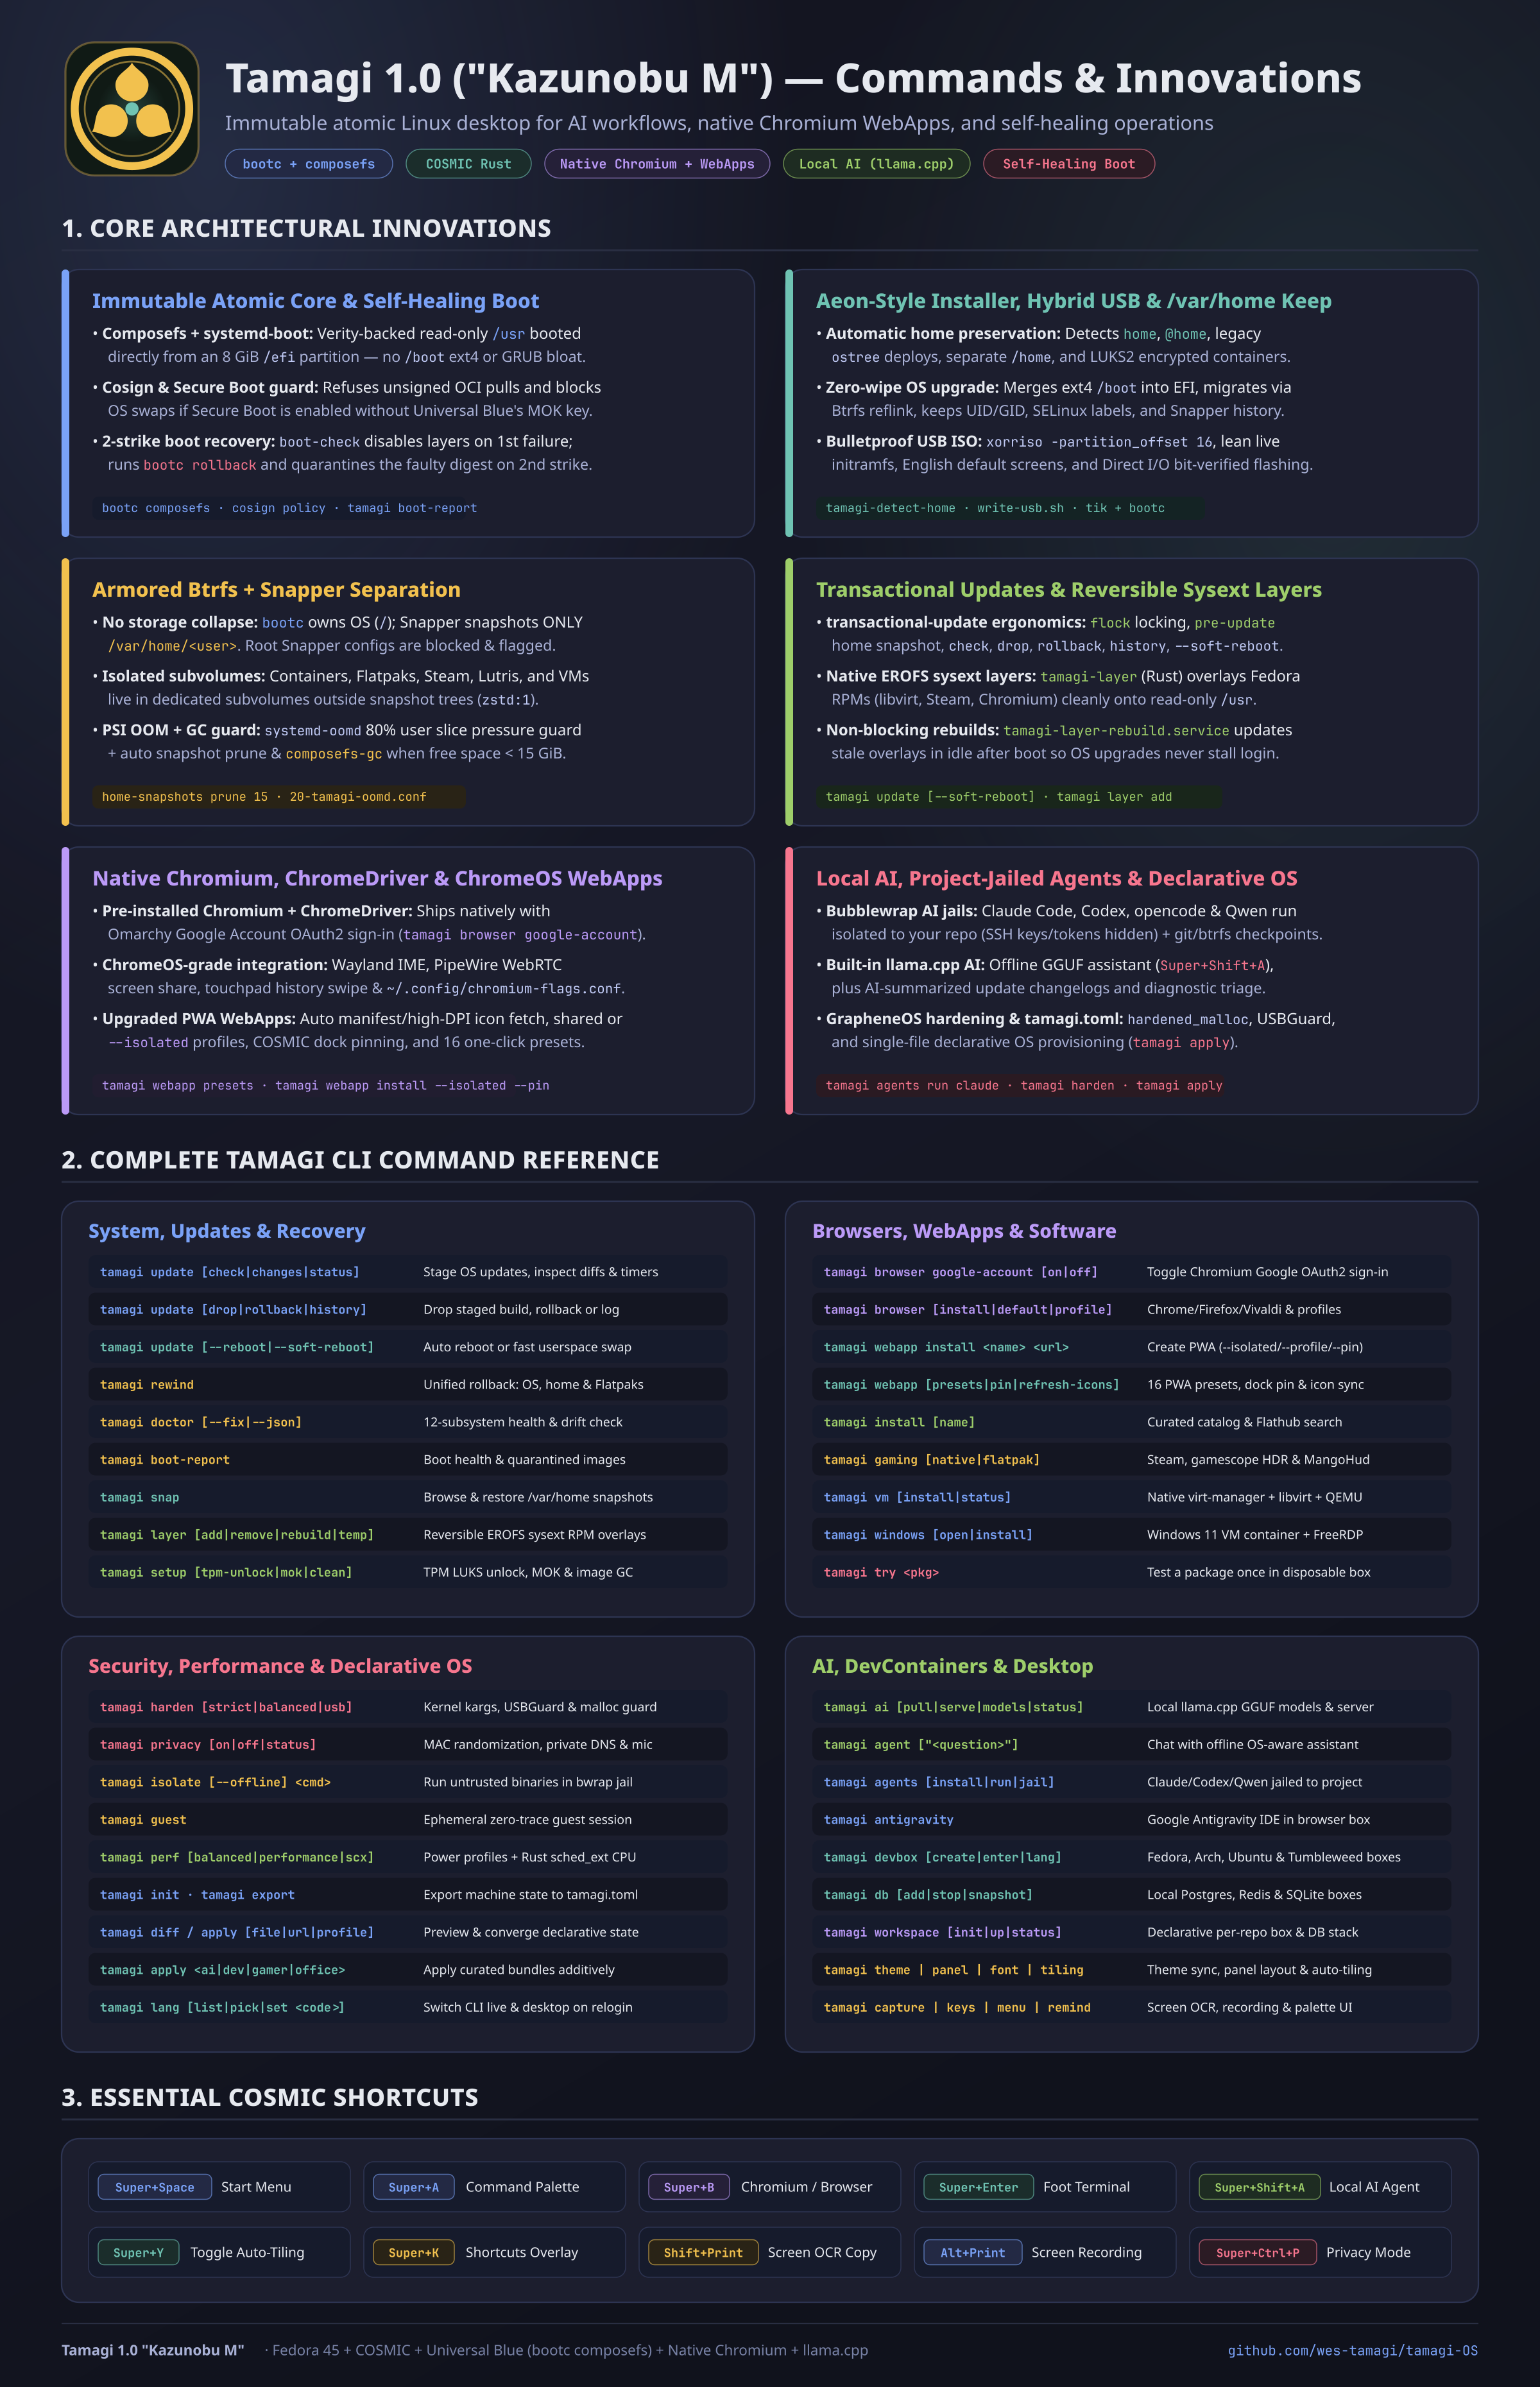 Tamagi 1.0 ("Kazunobu M") — Commands & Innovations
Immutable atomic Linux desktop for AI workflows, native Chromium WebApps, and self-healing operations
bootc + composefs
COSMIC Rust
Native Chromium + WebApps
Local AI (llama.cpp)
Self-Healing Boot
1. CORE ARCHITECTURAL INNOVATIONS
Immutable Atomic Core & Self-Healing Boot
• Composefs + systemd-boot: Verity-backed read-only /usr booted
directly from an 8 GiB /efi partition — no /boot ext4 or GRUB bloat.
• Cosign & Secure Boot guard: Refuses unsigned OCI pulls and blocks
OS swaps if Secure Boot is enabled without Universal Blue's MOK key.
• 2-strike boot recovery: boot-check disables layers on 1st failure;
runs bootc rollback and quarantines the faulty digest on 2nd strike.
bootc composefs · cosign policy · tamagi boot-report
Aeon-Style Installer, Hybrid USB & /var/home Keep
• Automatic home preservation: Detects home, @home, legacy
ostree deploys, separate /home, and LUKS2 encrypted containers.
• Zero-wipe OS upgrade: Merges ext4 /boot into EFI, migrates via
Btrfs reflink, keeps UID/GID, SELinux labels, and Snapper history.
• Bulletproof USB ISO: xorriso -partition_offset 16, lean live
initramfs, English default screens, and Direct I/O bit-verified flashing.
tamagi-detect-home · write-usb.sh · tik + bootc
Armored Btrfs + Snapper Separation
• No storage collapse: bootc owns OS (/); Snapper snapshots ONLY
/var/home/<user>. Root Snapper configs are blocked & flagged.
• Isolated subvolumes: Containers, Flatpaks, Steam, Lutris, and VMs
live in dedicated subvolumes outside snapshot trees (zstd:1).
• PSI OOM + GC guard: systemd-oomd 80% user slice pressure guard
+ auto snapshot prune & composefs-gc when free space < 15 GiB.
home-snapshots prune 15 · 20-tamagi-oomd.conf
Transactional Updates & Reversible Sysext Layers
• transactional-update ergonomics: flock locking, pre-update
home snapshot, check, drop, rollback, history, --soft-reboot.
• Native EROFS sysext layers: tamagi-layer (Rust) overlays Fedora
RPMs (libvirt, Steam, Chromium) cleanly onto read-only /usr.
• Non-blocking rebuilds: tamagi-layer-rebuild.service updates
stale overlays in idle after boot so OS upgrades never stall login.
tamagi update [--soft-reboot] · tamagi layer add
Native Chromium, ChromeDriver & ChromeOS WebApps
• Pre-installed Chromium + ChromeDriver: Ships natively with
Omarchy Google Account OAuth2 sign-in (tamagi browser google-account).
• ChromeOS-grade integration: Wayland IME, PipeWire WebRTC
screen share, touchpad history swipe & ~/.config/chromium-flags.conf.
• Upgraded PWA WebApps: Auto manifest/high-DPI icon fetch, shared or
--isolated profiles, COSMIC dock pinning, and 16 one-click presets.
tamagi webapp presets · tamagi webapp install --isolated --pin
Local AI, Project-Jailed Agents & Declarative OS
• Bubblewrap AI jails: Claude Code, Codex, opencode & Qwen run
isolated to your repo (SSH keys/tokens hidden) + git/btrfs checkpoints.
• Built-in llama.cpp AI: Offline GGUF assistant (Super+Shift+A),
plus AI-summarized update changelogs and diagnostic triage.
• GrapheneOS hardening & tamagi.toml: hardened_malloc, USBGuard,
and single-file declarative OS provisioning (tamagi apply).
tamagi agents run claude · tamagi harden · tamagi apply
2. COMPLETE TAMAGI CLI COMMAND REFERENCE
System, Updates & Recovery
tamagi update [check|changes|status] Stage OS updates, inspect diffs & timers
tamagi update [drop|rollback|history] Drop staged build, rollback or log
tamagi update [--reboot|--soft-reboot] Auto reboot or fast userspace swap
tamagi rewind Unified rollback: OS, home & Flatpaks
tamagi doctor [--fix|--json] 12-subsystem health & drift check
tamagi boot-report Boot health & quarantined images
tamagi snap Browse & restore /var/home snapshots
tamagi layer [add|remove|rebuild|temp] Reversible EROFS sysext RPM overlays
tamagi setup [tpm-unlock|mok|clean] TPM LUKS unlock, MOK & image GC
Browsers, WebApps & Software
tamagi browser google-account [on|off] Toggle Chromium Google OAuth2 sign-in
tamagi browser [install|default|profile] Chrome/Firefox/Vivaldi & profiles
tamagi webapp install <name> <url> Create PWA (--isolated/--profile/--pin)
tamagi webapp [presets|pin|refresh-icons] 16 PWA presets, dock pin & icon sync
tamagi install [name] Curated catalog & Flathub search
tamagi gaming [native|flatpak] Steam, gamescope HDR & MangoHud
tamagi vm [install|status] Native virt-manager + libvirt + QEMU
tamagi windows [open|install] Windows 11 VM container + FreeRDP
tamagi try <pkg> Test a package once in disposable box
Security, Performance & Declarative OS
tamagi harden [strict|balanced|usb] Kernel kargs, USBGuard & malloc guard
tamagi privacy [on|off|status] MAC randomization, private DNS & mic
tamagi isolate [--offline] <cmd> Run untrusted binaries in bwrap jail
tamagi guest Ephemeral zero-trace guest session
tamagi perf [balanced|performance|scx] Power profiles + Rust sched_ext CPU
tamagi init · tamagi export Export machine state to tamagi.toml
tamagi diff / apply [file|url|profile] Preview & converge declarative state
tamagi apply <ai|dev|gamer|office> Apply curated bundles additively
tamagi lang [list|pick|set <code>] Switch CLI live & desktop on relogin
AI, DevContainers & Desktop
tamagi ai [pull|serve|models|status] Local llama.cpp GGUF models & server
tamagi agent ["<question>"] Chat with offline OS-aware assistant
tamagi agents [install|run|jail] Claude/Codex/Qwen jailed to project
tamagi antigravity Google Antigravity IDE in browser box
tamagi devbox [create|enter|lang] Fedora, Arch, Ubuntu & Tumbleweed boxes
tamagi db [add|stop|snapshot] Local Postgres, Redis & SQLite boxes
tamagi workspace [init|up|status] Declarative per-repo box & DB stack
tamagi theme | panel | font | tiling Theme sync, panel layout & auto-tiling
tamagi capture | keys | menu | remind Screen OCR, recording & palette UI
3. ESSENTIAL COSMIC SHORTCUTS
Super+Space Start Menu
Super+A Command Palette
Super+B Chromium / Browser
Super+Enter Foot Terminal
Super+Shift+A Local AI Agent
Super+Y Toggle Auto-Tiling
Super+K Shortcuts Overlay
Shift+Print Screen OCR Copy
Alt+Print Screen Recording
Super+Ctrl+P Privacy Mode
Tamagi 1.0 "Kazunobu M" · Fedora 45 + COSMIC + Universal Blue (bootc composefs) + Native Chromium + llama.cpp
github.com/wes-tamagi/tamagi-OS